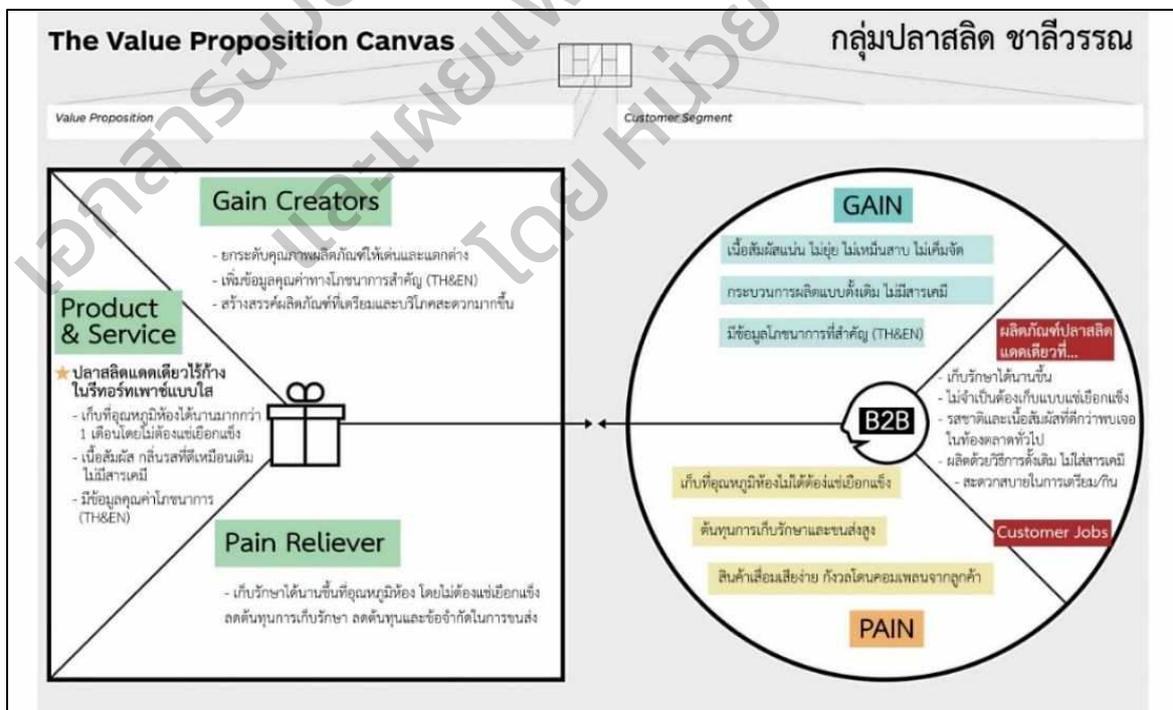 The Value Proposition Canvas
กลุ่มปลาสลิด ชาลีวรรณ
Value Proposition
Customer Segment
Gain Creators
- ยกระดับคุณภาพผลิตภัณฑ์ให้เด่นและแตกต่าง
- เพิ่มข้อมูลคุณค่าทางโภชนาการสำคัญ (TH&EN)
- สร้างสรรค์ผลิตภัณฑ์ที่เตรียมและบริโภคสะดวกมากขึ้น
Product
& Service
ปลาสลิดแดดเดียวไร้ก้าง
ในรีทอร์ทเพาซ์แบบใส
- เก็บที่อุณหภูมิห้องได้นานมากกว่า
1 เดือนโดยไม่ต้องแช่เยือกแข็ง
- เนื้อสัมผัส กลิ่นรสที่ดีเหมือนเดิม
ไม่มีสารเคมี
- มีข้อมูลคุณค่าโภชนาการ
(TH&EN)
Pain Reliever
- เก็บรักษาได้นานขึ้นที่อุณหภูมิห้อง โดยไม่ต้องแช่เยือกแข็ง
ลดต้นทุนการเก็บรักษา ลดต้นทุนและข้อจำกัดในการขนส่ง
GAIN
เนื้อสัมผัสแน่น ไม่ยุ่ย ไม่เหม็นสาบ ไม่เค็มจัด
กระบวนการผลิตแบบดั้งเดิม ไม่มีสารเคมี
มีข้อมูลโภชนาการที่สำคัญ (TH&EN)
ผลิตภัณฑ์ปลาสลิด
แดดเดียวที่...
- เก็บรักษาได้นานขึ้น
- ไม่จำเป็นต้องเก็บแบบแช่เยือกแข็ง
- รสชาติและเนื้อสัมผัสที่ดีกว่าพบเจอ
ในท้องตลาดทั่วไป
- ผลิตด้วยวิธีการดั้งเดิม ไม่ใส่สารเคมี
- สะดวกสบายในการเตรียม/กิน
B2B
Customer Jobs
เก็บที่อุณหภูมิห้องไม่ได้ต้องแช่เยือกแข็ง
ต้นทุนการเก็บรักษาและขนส่งสูง
สินค้าเสื่อมเสียง่าย กังวลโดนคอมเพลนจากลูกค้า
PAIN